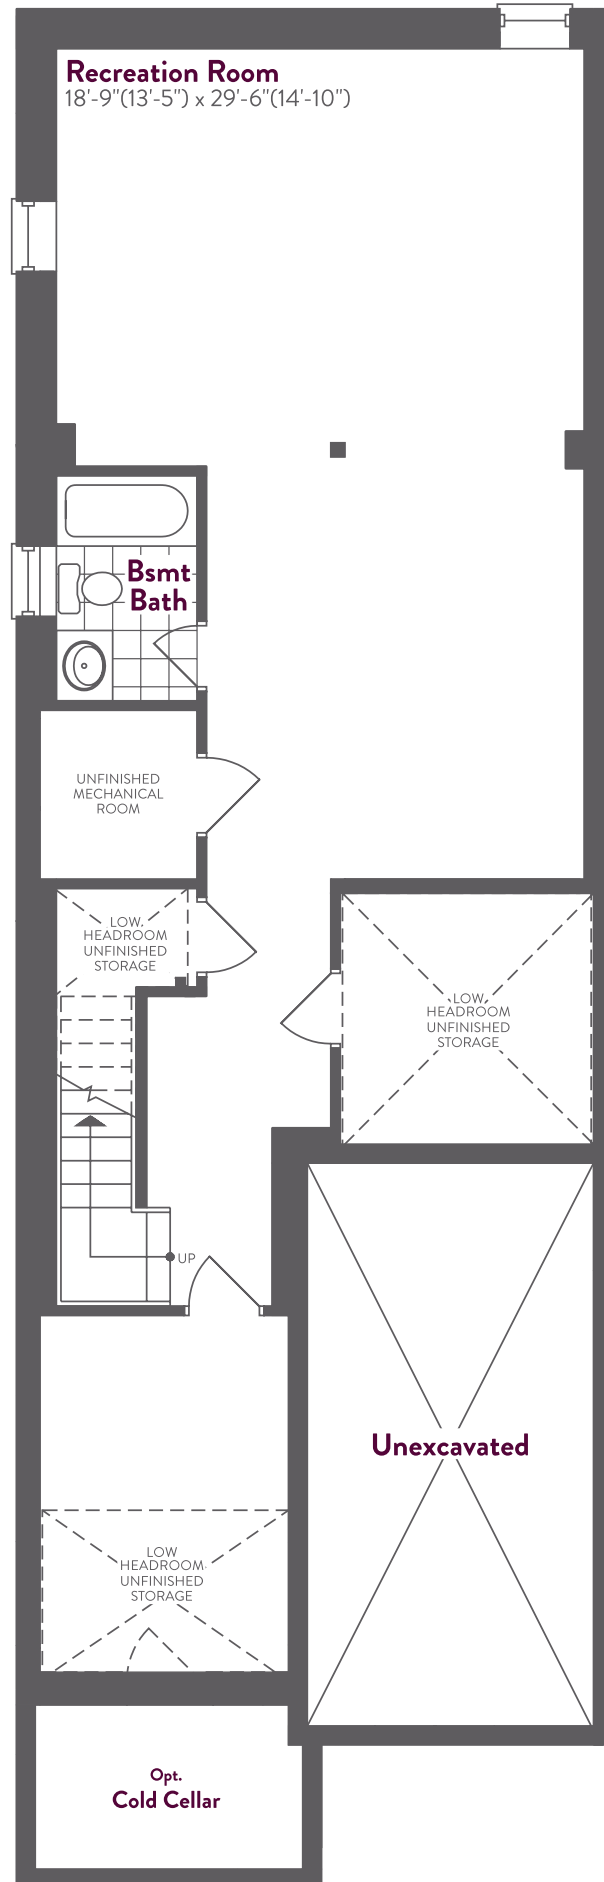 Recreation Room
18'-9"(13'-5") x 29'-6"(14'-10")
Bsmt
Bath
UNFINISHED
MECHANICAL
ROOM
LOW
HEADROOM
UNFINISHED
STORAGE
LOW
HEADROOM
UNFINISHED
STORAGE
UP
Unexcavated
LOW
HEADROOM
UNFINISHED
STORAGE
Opt.
Cold Cellar